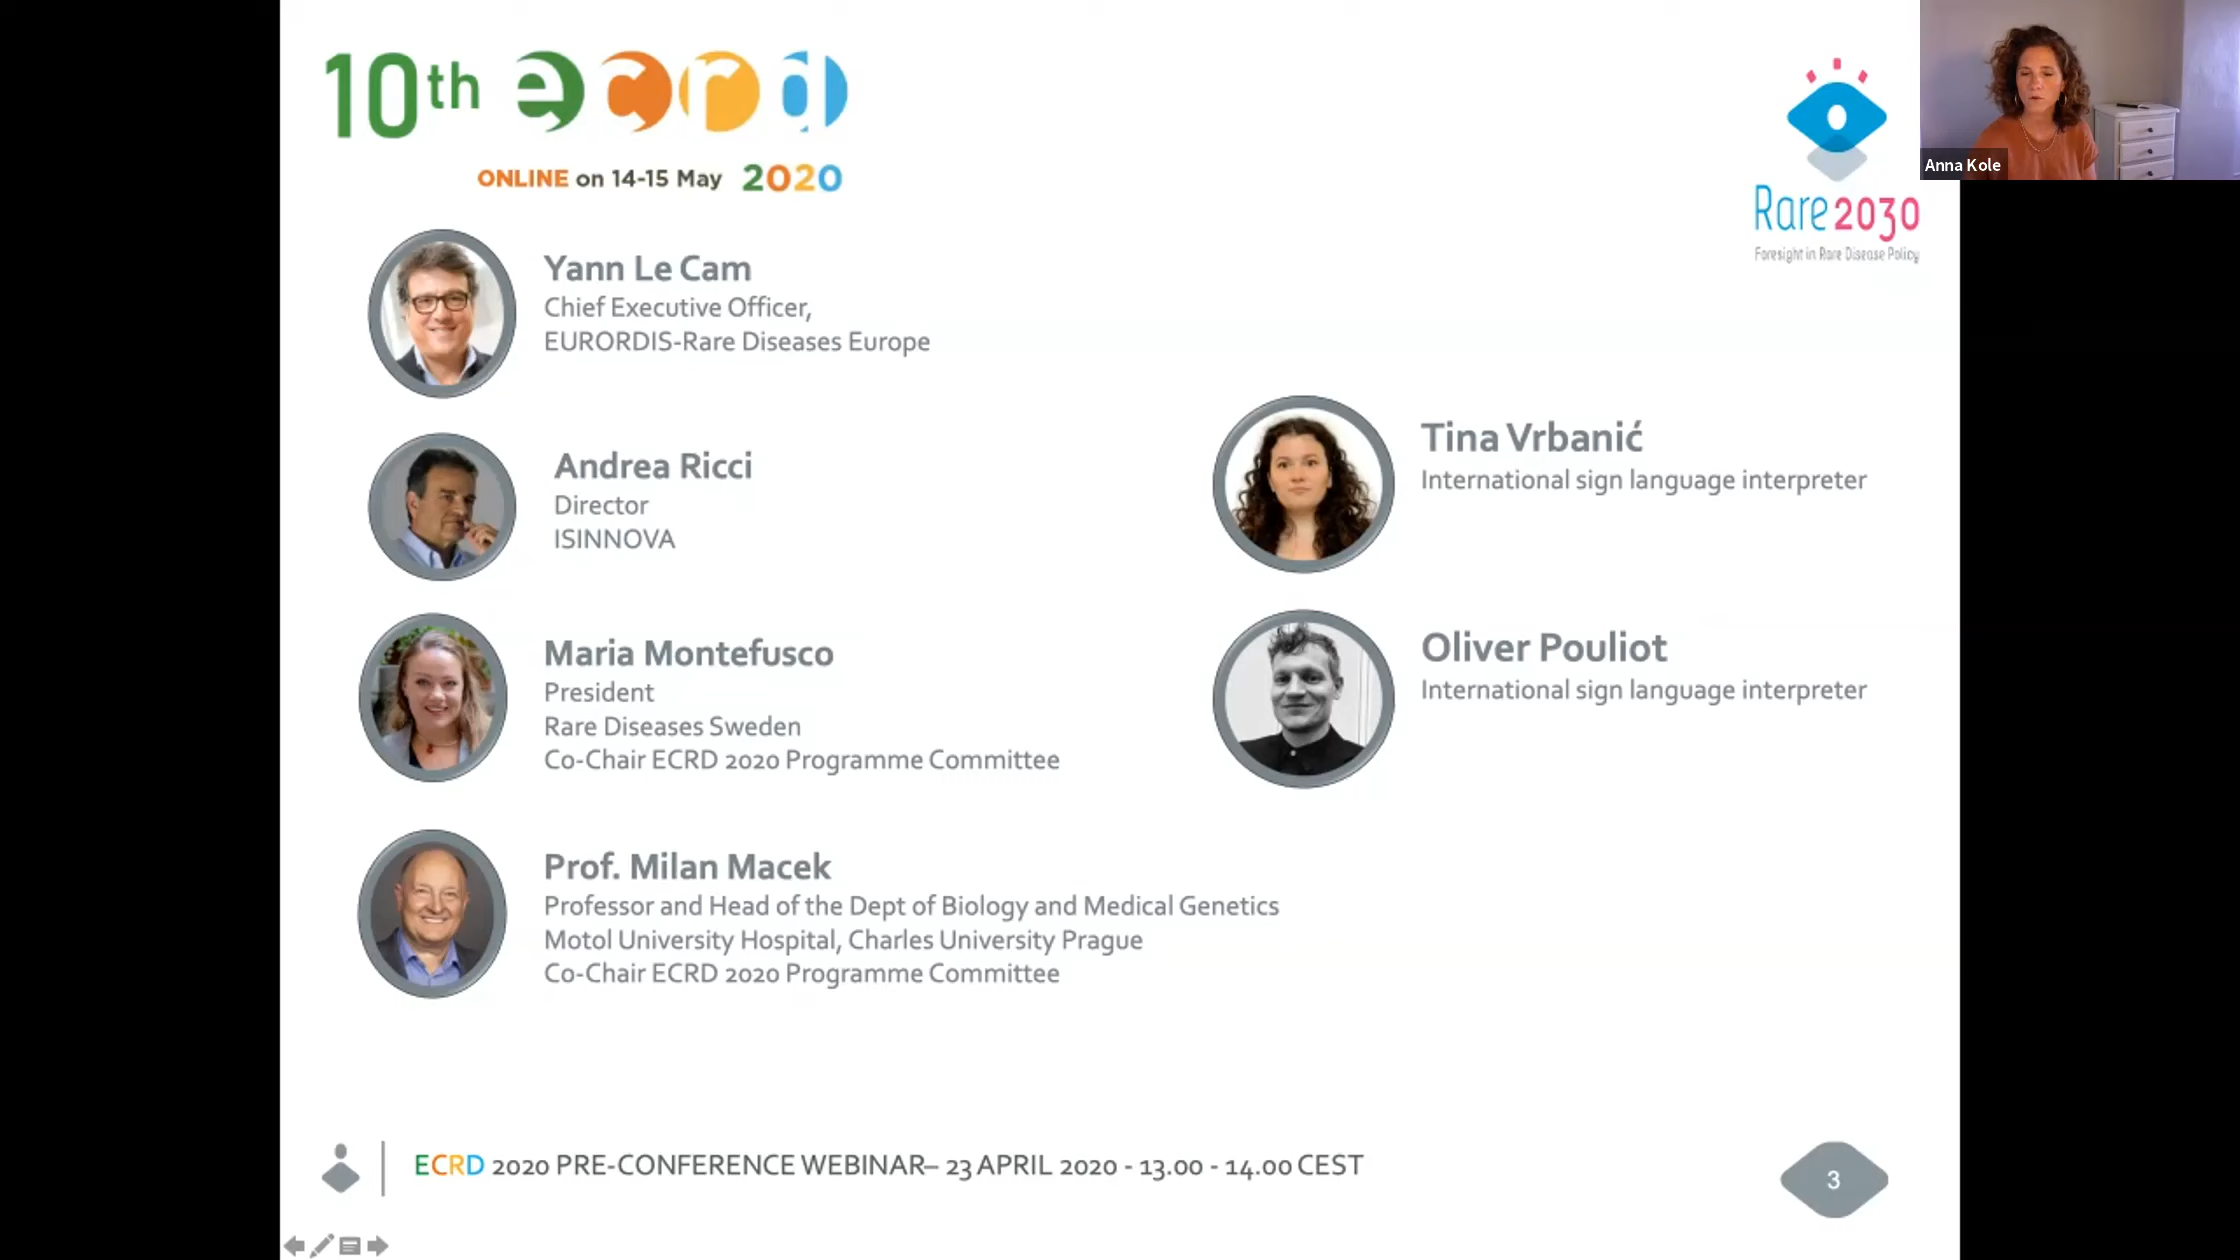 10th ecrd
ONLINE on 14-15 May 2020
Rare 2030
Foresight in Rare Disease Policy
Anna Kole
Yann Le Cam
Chief Executive Officer,
EURORDIS-Rare Diseases Europe
Andrea Ricci
Director
ISINNOVA
Maria Montefusco
President
Rare Diseases Sweden
Co-Chair ECRD 2020 Programme Committee
Prof. Milan Macek
Professor and Head of the Dept of Biology and Medical Genetics
Motol University Hospital, Charles University Prague
Co-Chair ECRD 2020 Programme Committee
Tina Vrbanić
International sign language interpreter
Oliver Pouliot
International sign language interpreter
ECRD 2020 PRE-CONFERENCE WEBINAR– 23 APRIL 2020 - 13.00 - 14.00 CEST
3